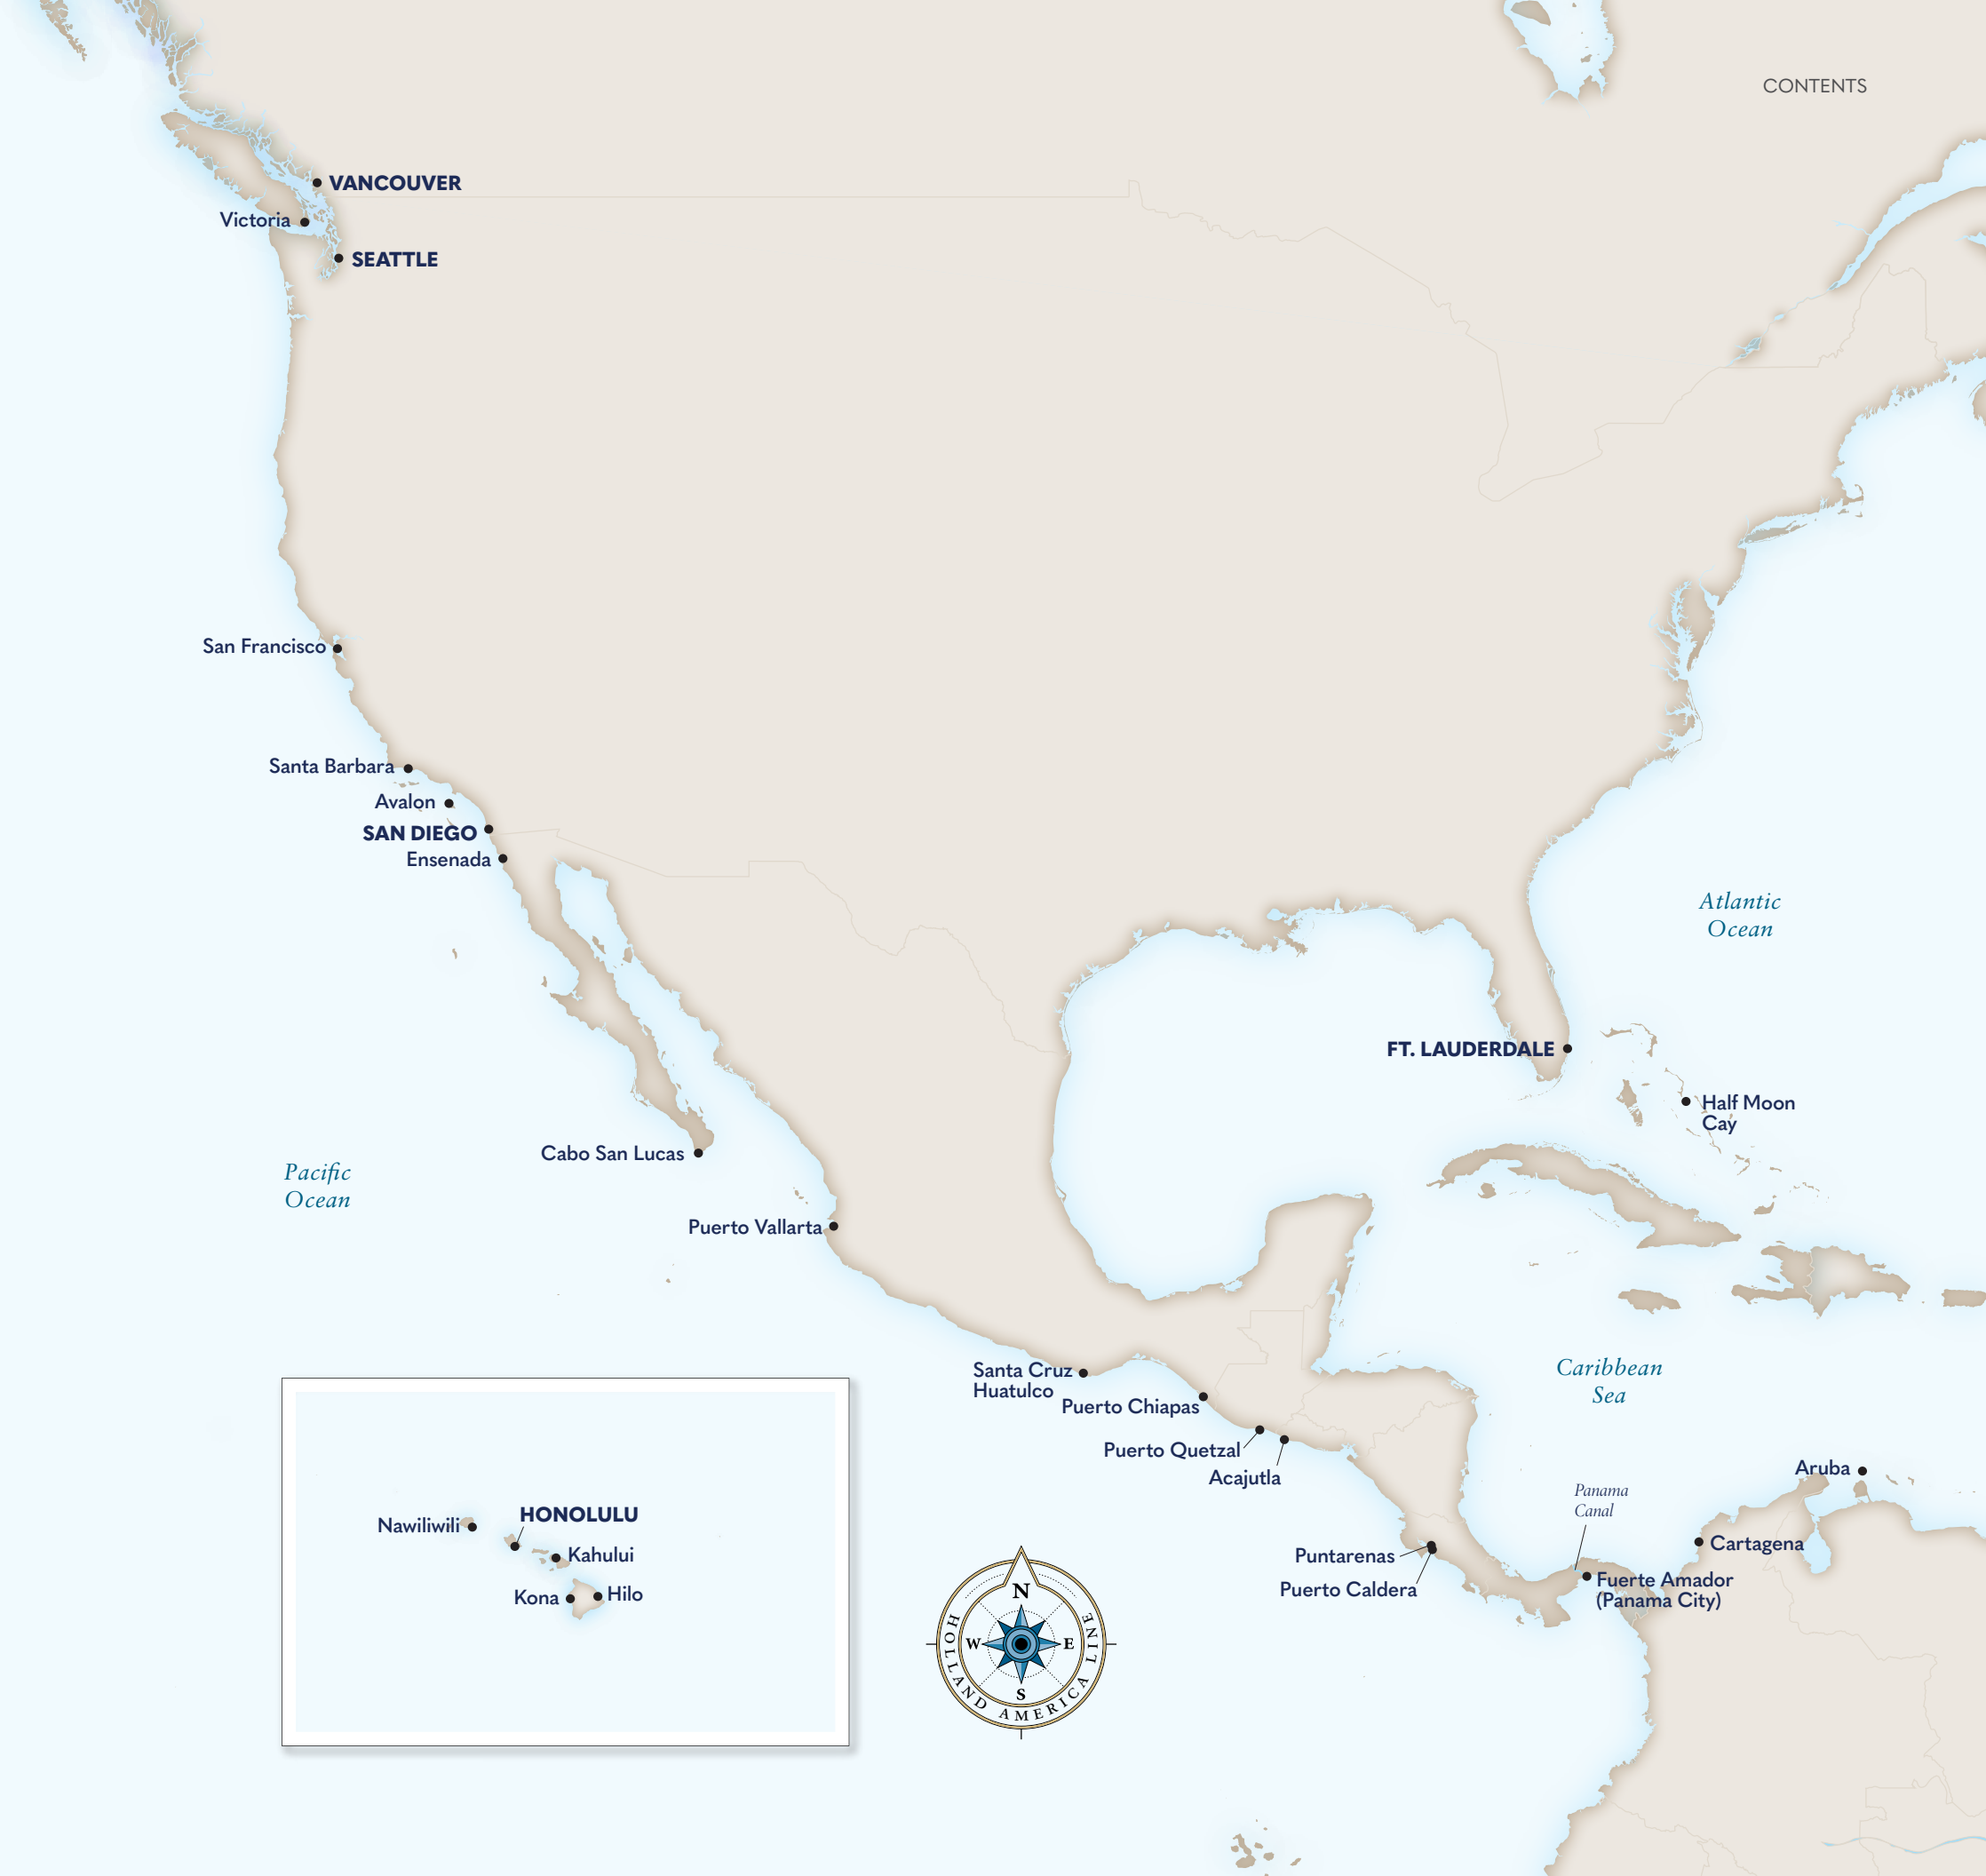 CONTENTS
VANCOUVER
Victoria
SEATTLE
San Francisco
Santa Barbara
Avalon
SAN DIEGO
Ensenada
Atlantic
Ocean
FT. LAUDERDALE
Half Moon
Cay
Cabo San Lucas
Pacific
Ocean
Puerto Vallarta
Santa Cruz
Huatulco
Puerto Chiapas
Caribbean
Sea
Puerto Quetzal
Acajutla
Aruba
Panama
Canal
Nawiliwili
HONOLULU
Kahului
Kona
Hilo
Puntarenas
Puerto Caldera
Cartagena
Fuerte Amador
(Panama City)
N
W
E
S
HOLLAND AMERICA LINE